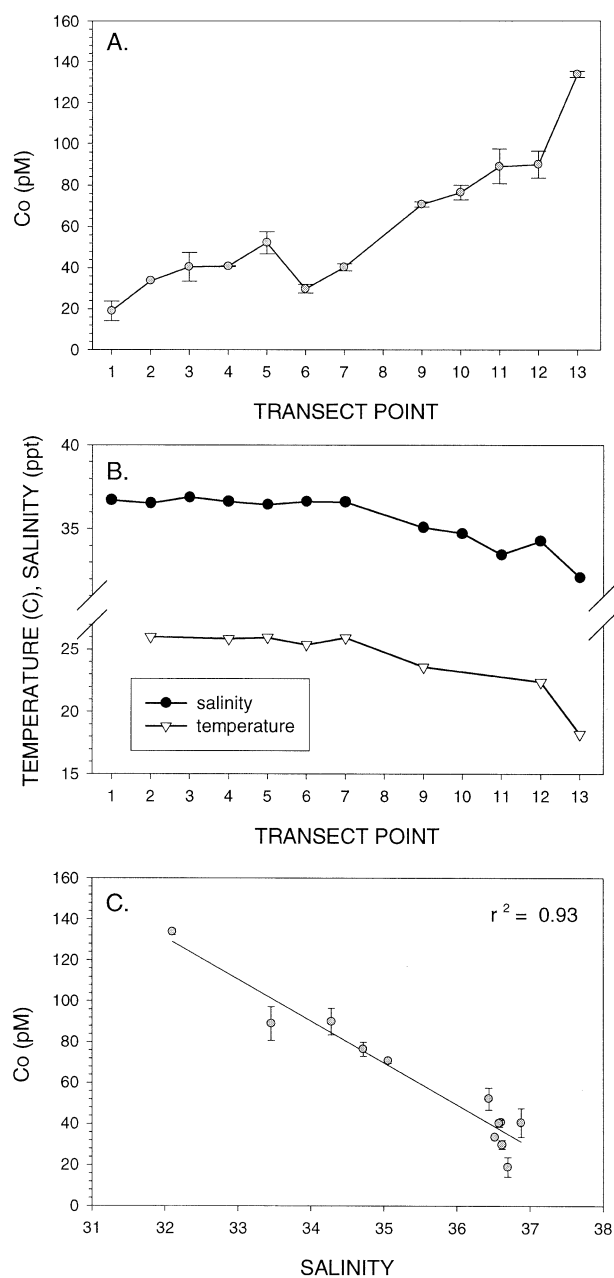 A.
160
140
120
100
80
60
40
20
0
Co (pM)
1 2 3 4 5 6 7 8 9 10 11 12 13
TRANSECT POINT
B.
40
35
25
20
15
TEMPERATURE (C), SALINITY (ppt)
salinity
temperature
1 2 3 4 5 6 7 8 9 10 11 12 13
TRANSECT POINT
C.
r² = 0.93
160
140
120
100
80
60
40
20
0
Co (pM)
31 32 33 34 35 36 37 38
SALINITY